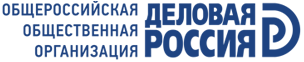 ОБЩЕРОССИЙСКАЯ
ОБЩЕСТВЕННАЯ
ОРГАНИЗАЦИЯ
ДЕЛОВАЯ
РОССИЯ